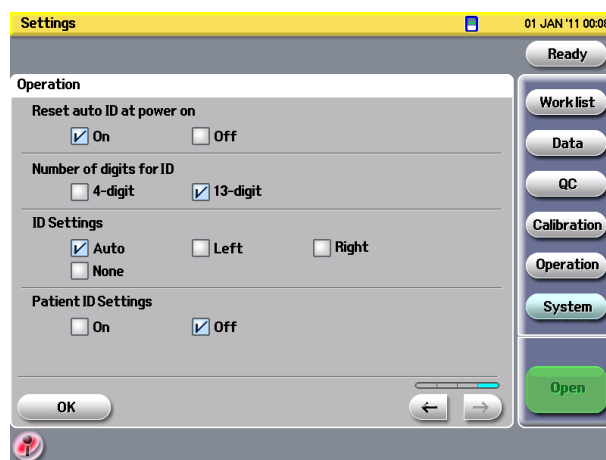 Settings
01 JAN '11 00:08
Ready
Operation
Reset auto ID at power on
On Off
Number of digits for ID
4-digit 13-digit
ID Settings
Auto Left Right
None
Patient ID Settings
On Off
OK
Work list
Data
QC
Calibration
Operation
System
Open